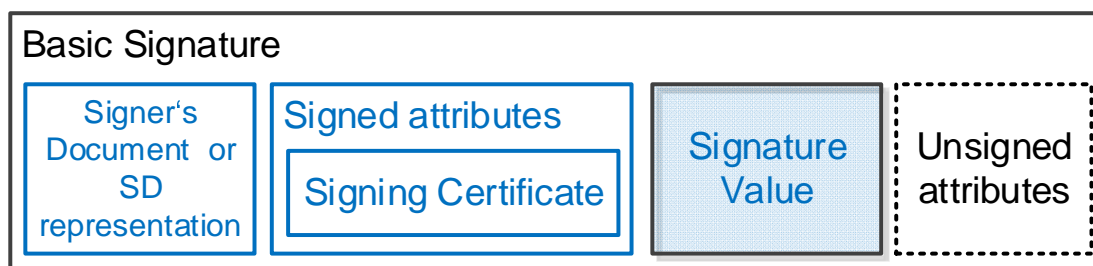 Basic Signature
Signer‘s
Document or
SD
representation
Signed attributes
Signing Certificate
Signature
Value
Unsigned
attributes